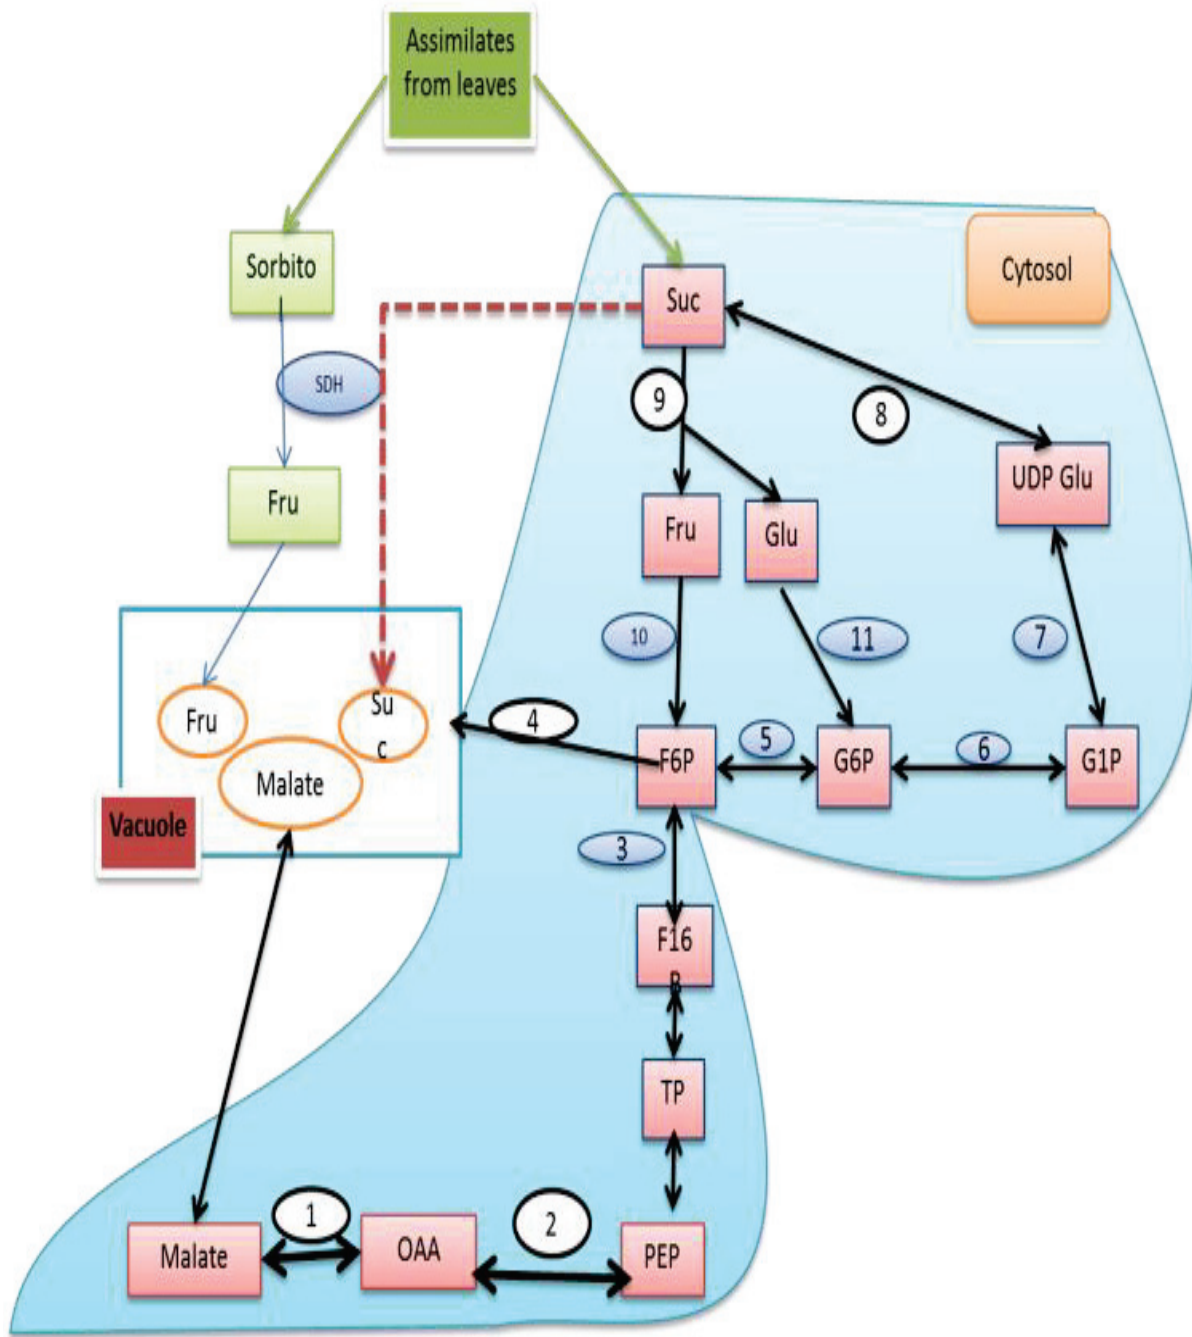 Assimilates
from leaves
Sorbito
Cytosol
Suc
SDH
9
8
UDP Glu
Fru
Fru
Glu
10
11
7
Fru
Su
c
4
Malate
F6P
5
G6P
6
G1P
Vacuole
3
F16
TP
1
2
Malate
OAA
PEP